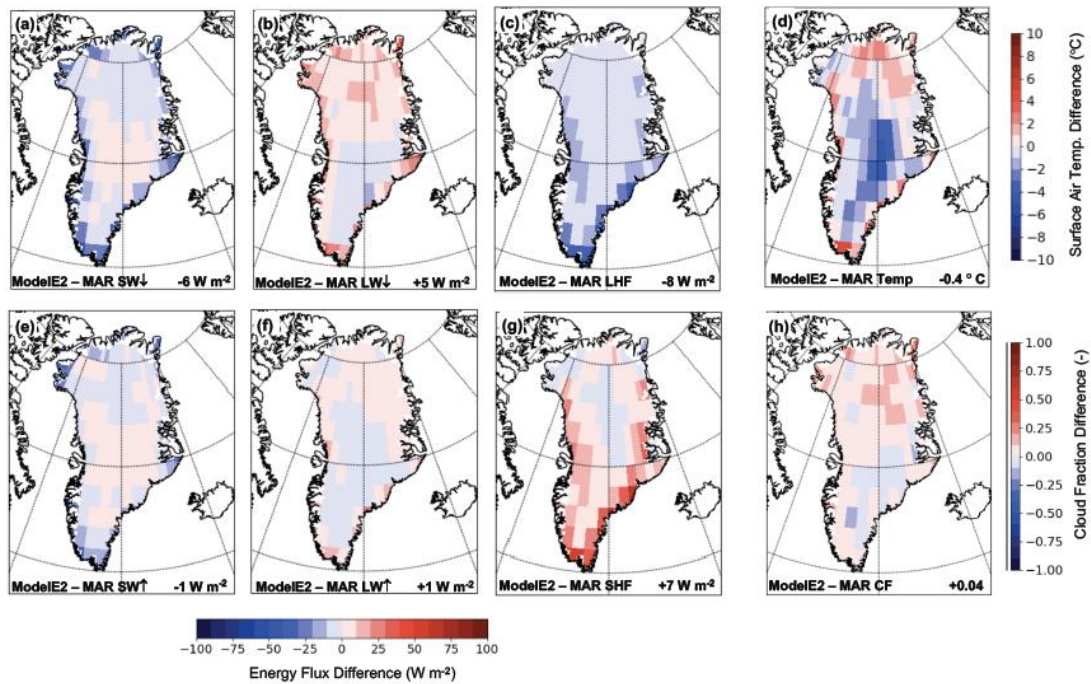 (a) (b) (c) (d)
ModelE2 – MAR SW↓ -6 W m-2
ModelE2 – MAR LW↓ +5 W m-2
ModelE2 – MAR LHF -8 W m-2
ModelE2 – MAR Temp -0.4 ° C
10
8
6
4
2
0
−2
−4
−6
−8
−10
Surface Air Temp. Difference (°C)
(e) (f) (g) (h)
ModelE2 – MAR SW↑ -1 W m-2
ModelE2 – MAR LW↑ +1 W m-2
ModelE2 – MAR SHF +7 W m-2
ModelE2 – MAR CF +0.04
1.00
0.75
0.50
0.25
0.00
−0.25
−0.50
−0.75
−1.00
Cloud Fraction Difference (-)
−100 −75 −50 −25 0 25 50 75 100
Energy Flux Difference (W m-2)